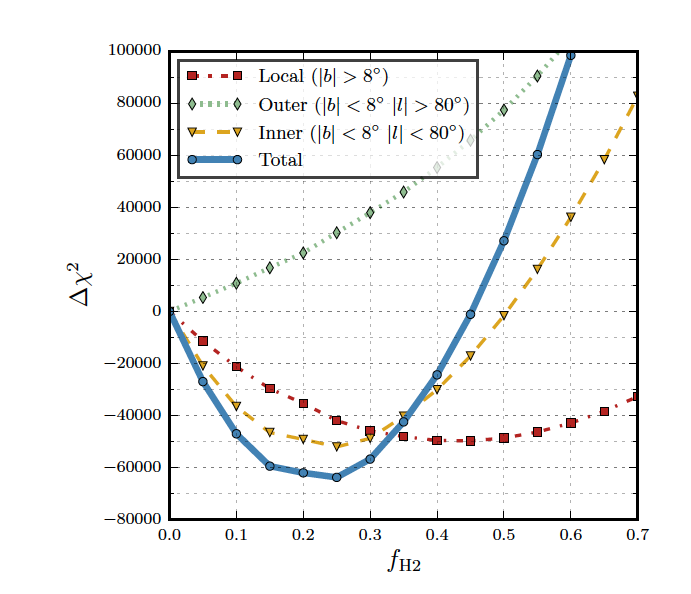 100000
80000
60000
40000
20000
0
−20000
−40000
−60000
−80000
Δχ²
Local (|b| > 8°)
Outer (|b| < 8° |l| > 80°)
Inner (|b| < 8° |l| < 80°)
Total
0.0 0.1 0.2 0.3 0.4 0.5 0.6 0.7
f_H2